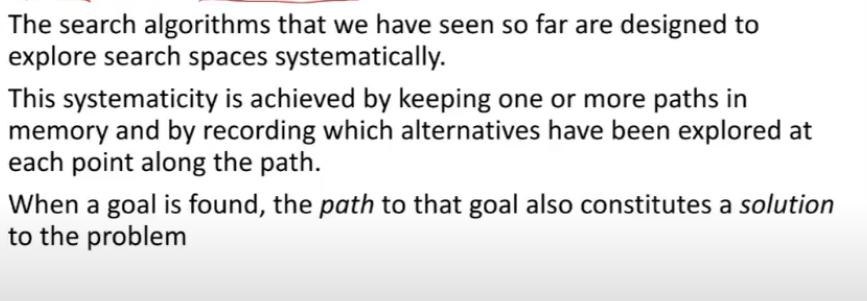 The search algorithms that we have seen so far are designed to
explore search spaces systematically.
This systematicity is achieved by keeping one or more paths in
memory and by recording which alternatives have been explored at
each point along the path.
When a goal is found, the path to that goal also constitutes a solution
to the problem